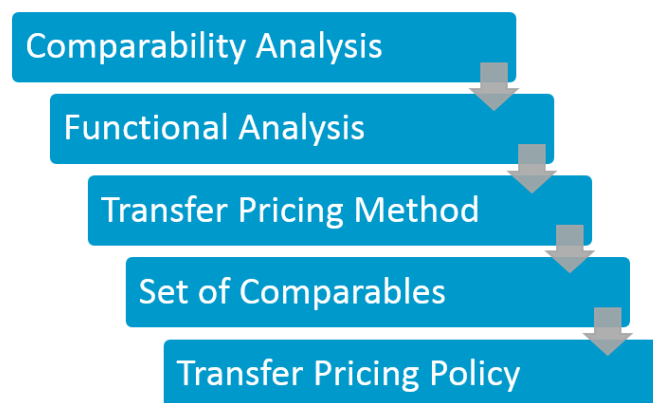 Comparability Analysis
Functional Analysis
Transfer Pricing Method
Set of Comparables
Transfer Pricing Policy